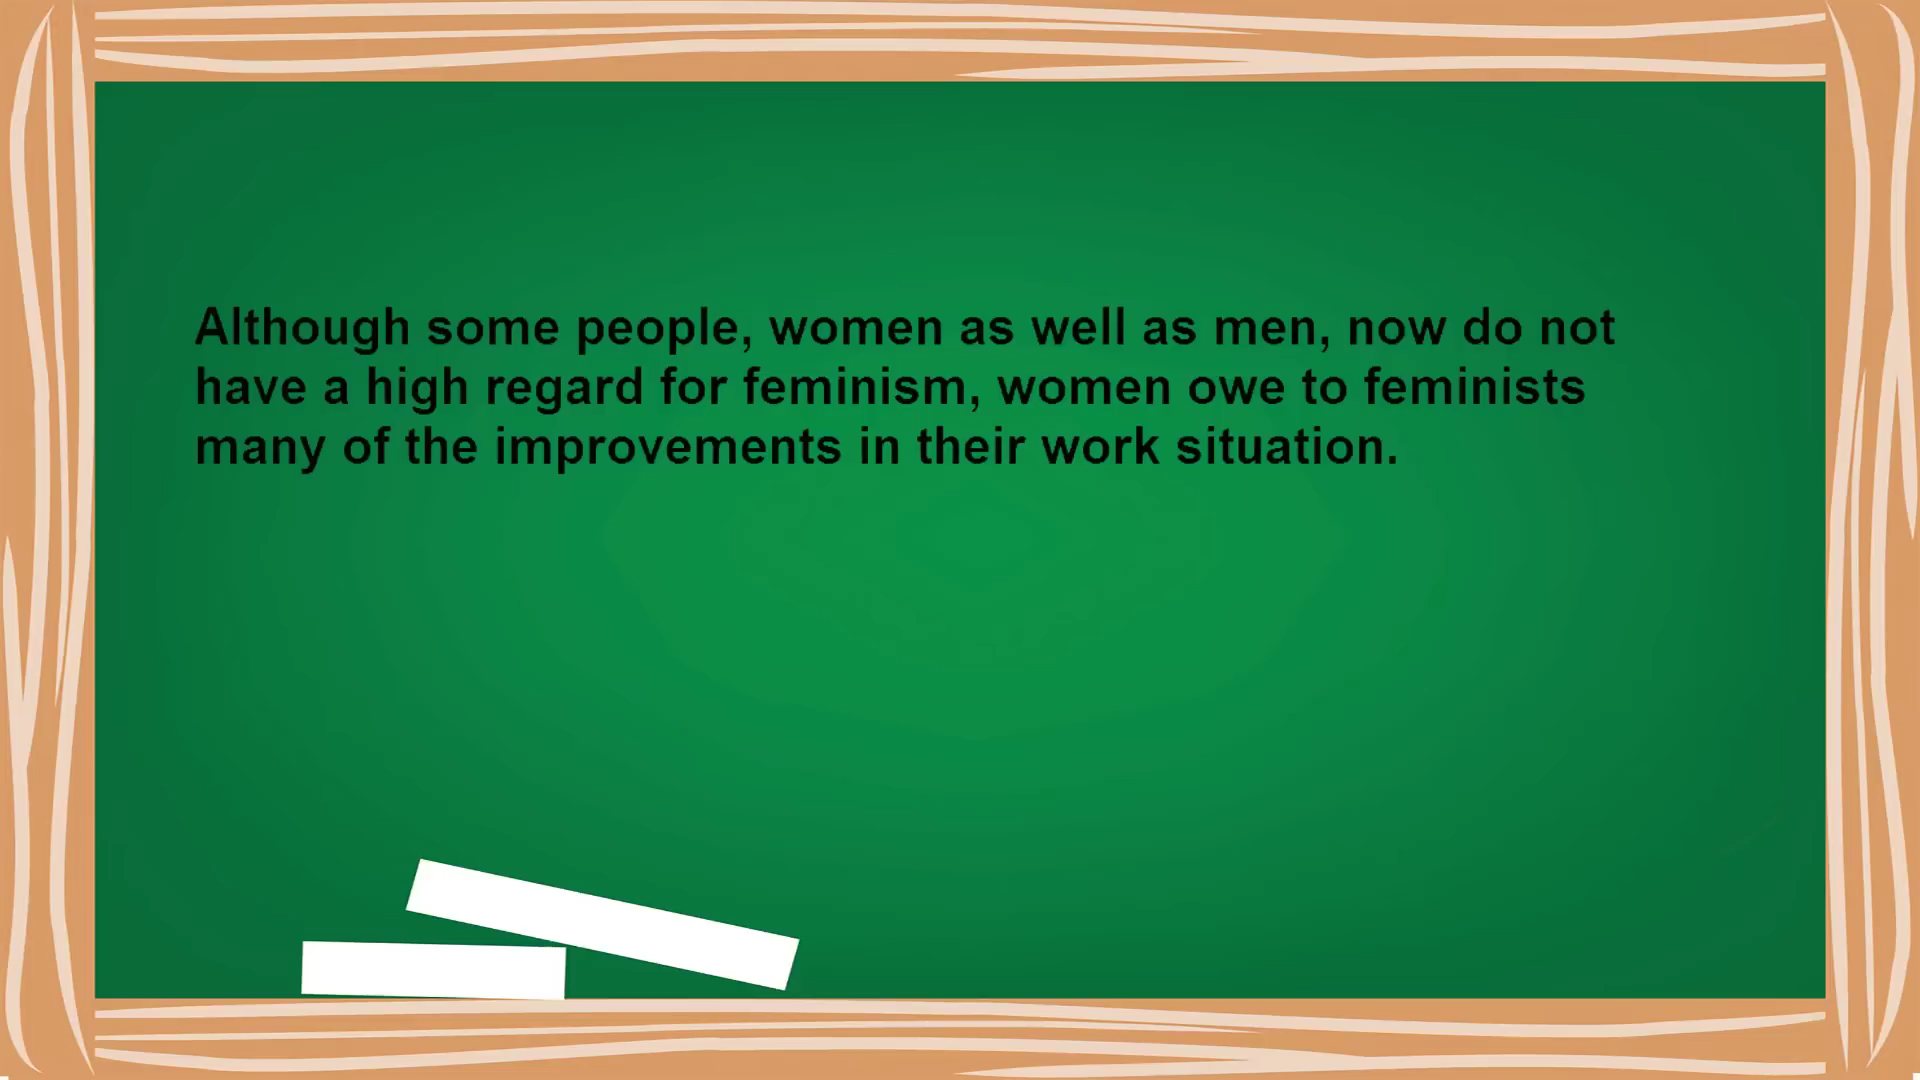 Although some people, women as well as men, now do not
have a high regard for feminism, women owe to feminists
many of the improvements in their work situation.